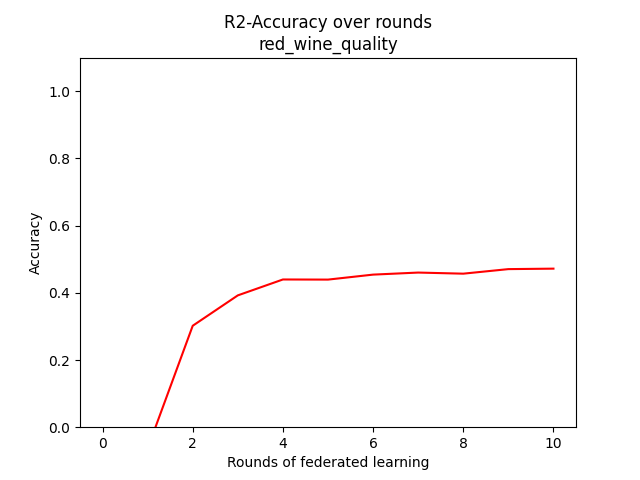 R2-Accuracy over rounds
red_wine_quality
1.0
0.8
0.6
0.4
0.2
0.0
Accuracy
0 2 4 6 8 10
Rounds of federated learning